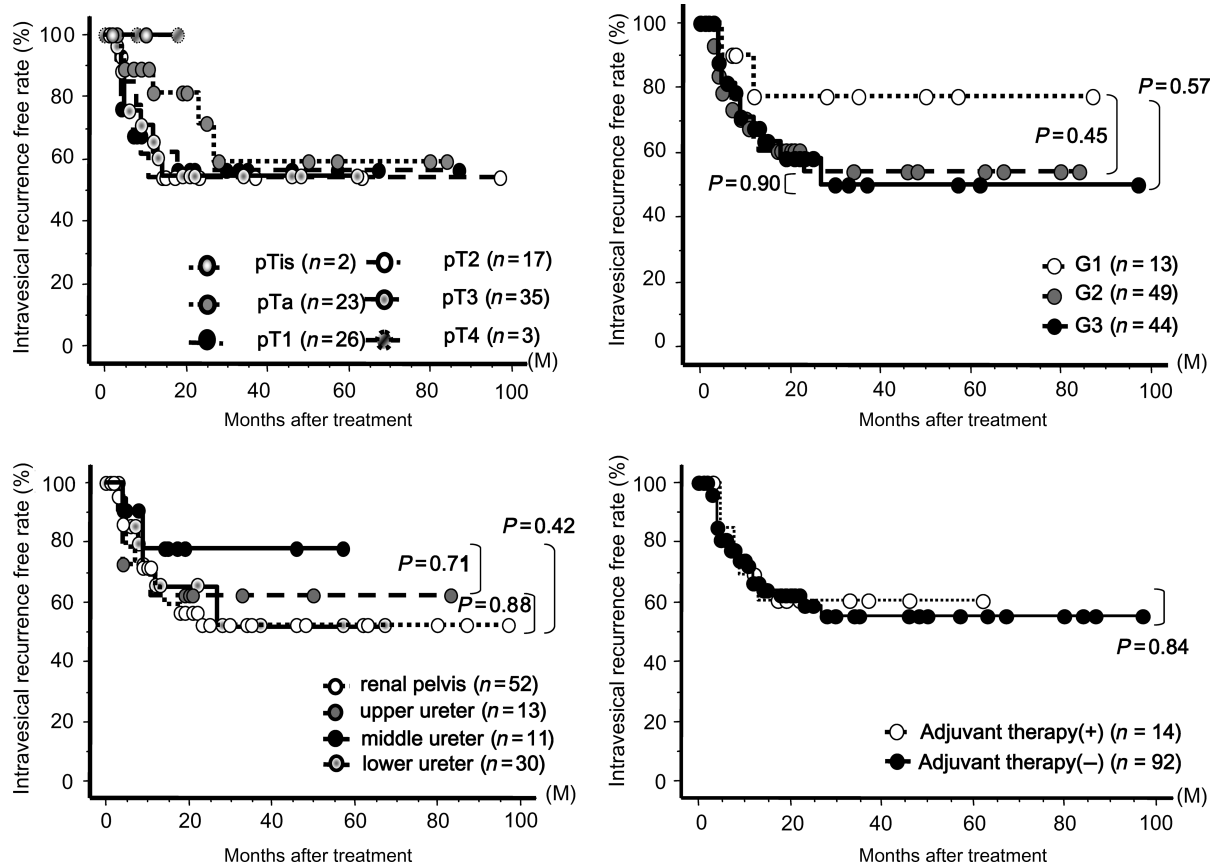 Intravesical recurrence free rate (%)
100
80
60
40
20
0
pTis (n=2)
pT2 (n=17)
pTa (n=23)
pT3 (n=35)
pT1 (n=26)
pT4 (n=3)
(M)
0 20 40 60 80 100
Months after treatment
Intravesical recurrence free rate (%)
100
80
60
40
20
0
P=0.57
P=0.45
P=0.90
G1 (n=13)
G2 (n=49)
G3 (n=44)
(M)
0 20 40 60 80 100
Months after treatment
Intravesical recurrence free rate (%)
100
80
60
40
20
0
P=0.42
P=0.71
P=0.88
renal pelvis (n=52)
upper ureter (n=13)
middle ureter (n=11)
lower ureter (n=30)
(M)
0 20 40 60 80 100
Months after treatment
Intravesical recurrence free rate (%)
100
80
60
40
20
0
P=0.84
Adjuvant therapy(+) (n = 14)
Adjuvant therapy(–) (n = 92)
(M)
0 20 40 60 80 100
Months after treatment